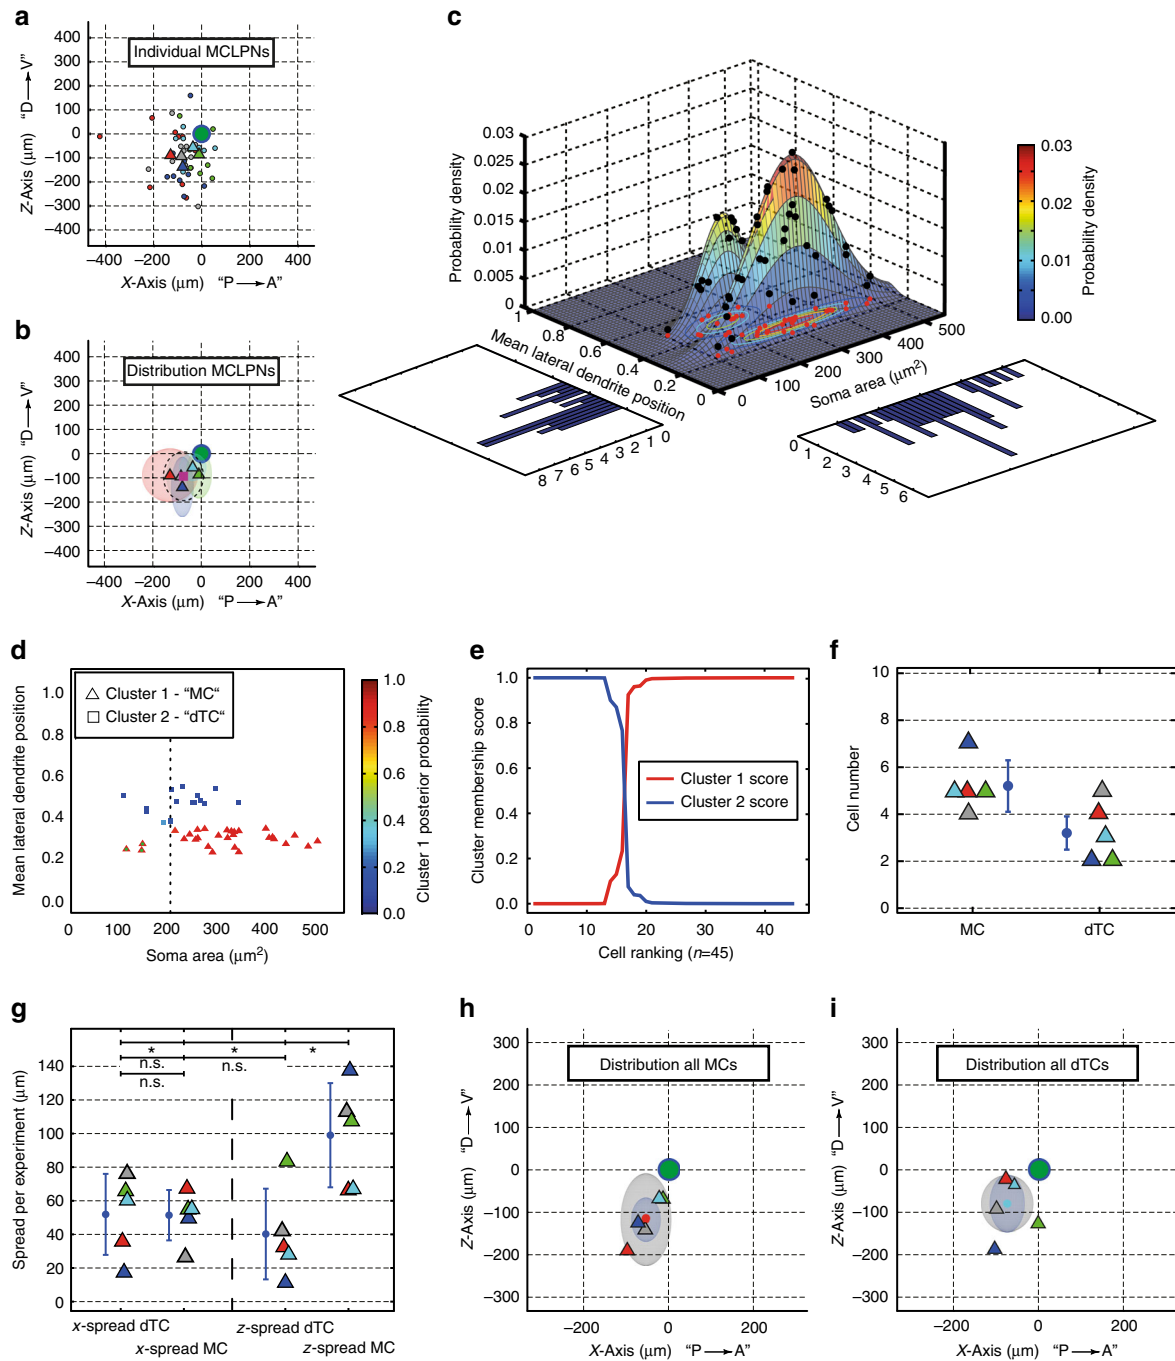 a
Individual MCLPNs
400
300
200
100
0
−100
−200
−300
−400
Z-Axis (µm) "D⟶V"
−400 −200 0 200 400
X-Axis (µm) "P⟶A"
b
Distribution MCLPNs
400
300
200
100
0
−100
−200
−300
−400
Z-Axis (µm) "D⟶V"
−400 −200 0 200 400
X-Axis (µm) "P⟶A"
c
0.03
0.025
0.02
0.015
0.01
0.005
0
Probability density
1
0.8
0.6
0.4
0.2
0
Mean lateral dendrite position
0
100
200
300
400
500
Soma area (µm²)
8 7 6 5 4 3 2 1 0
0 1 2 3 4 5 6
0.03
0.02
0.01
0.00
Probability density
d
Cluster 1 - "MC"
Cluster 2 - "dTC"
1.0
0.8
0.6
0.4
0.2
0.0
Mean lateral dendrite position
0 100 200 300 400 500
Soma area (µm²)
1.0
0.8
0.6
0.4
0.2
0.0
Cluster 1 posterior probability
e
1.0
0.8
0.6
0.4
0.2
0.0
Cluster membership score
Cluster 1 score
Cluster 2 score
0 10 20 30 40
Cell ranking (n=45)
f
10
8
6
4
2
0
Cell number
MC dTC
g
* * *
n.s. n.s.
n.s.
140
120
100
80
60
40
20
0
Spread per experiment (µm)
x-spread dTC z-spread dTC
x-spread MC z-spread MC
h
Distribution all MCs
300
200
100
0
−100
−200
−300
Z-Axis (µm) "D⟶V"
−200 0 200
X-Axis (µm) "P⟶A"
i
Distribution all dTCs
300
200
100
0
−100
−200
−300
Z-Axis (µm) "D⟶V"
−200 0 200
X-Axis (µm) "P⟶A"